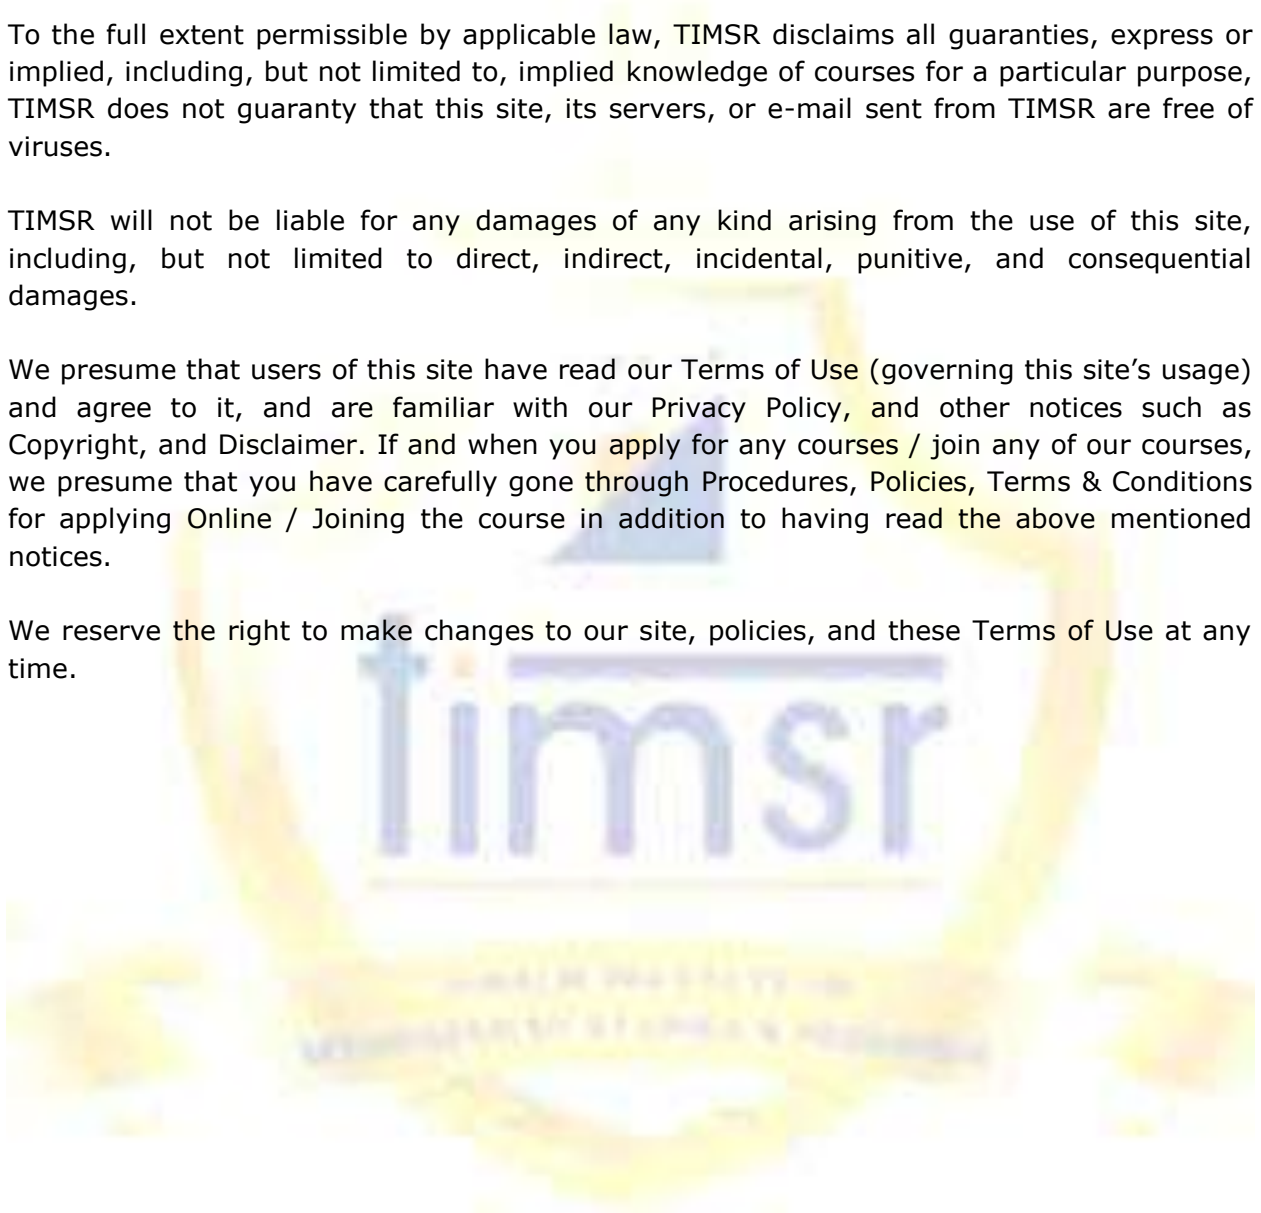 To the full extent permissible by applicable law, TIMSR disclaims all guaranties, express or
implied, including, but not limited to, implied knowledge of courses for a particular purpose,
TIMSR does not guaranty that this site, its servers, or e-mail sent from TIMSR are free of
viruses.
TIMSR will not be liable for any damages of any kind arising from the use of this site,
including, but not limited to direct, indirect, incidental, punitive, and consequential
damages.
We presume that users of this site have read our Terms of Use (governing this site’s usage)
and agree to it, and are familiar with our Privacy Policy, and other notices such as
Copyright, and Disclaimer. If and when you apply for any courses / join any of our courses,
we presume that you have carefully gone through Procedures, Policies, Terms & Conditions
for applying Online / Joining the course in addition to having read the above mentioned
notices.
We reserve the right to make changes to our site, policies, and these Terms of Use at any
time.
timsr